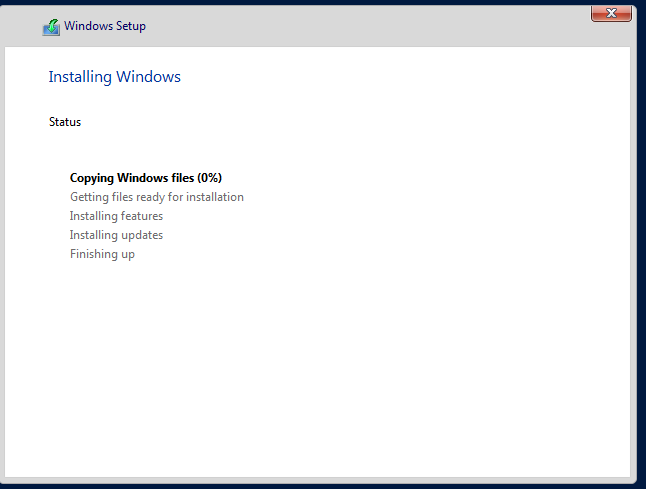 Windows Setup
Installing Windows
Status
Copying Windows files (0%)
Getting files ready for installation
Installing features
Installing updates
Finishing up